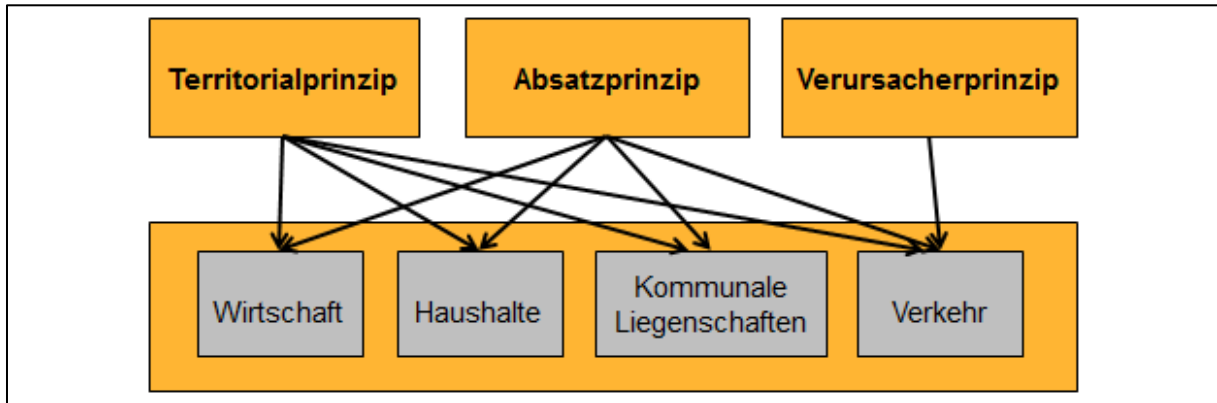 Territorialprinzip
Absatzprinzip
Verursacherprinzip
Wirtschaft
Haushalte
Kommunale
Liegenschaften
Verkehr